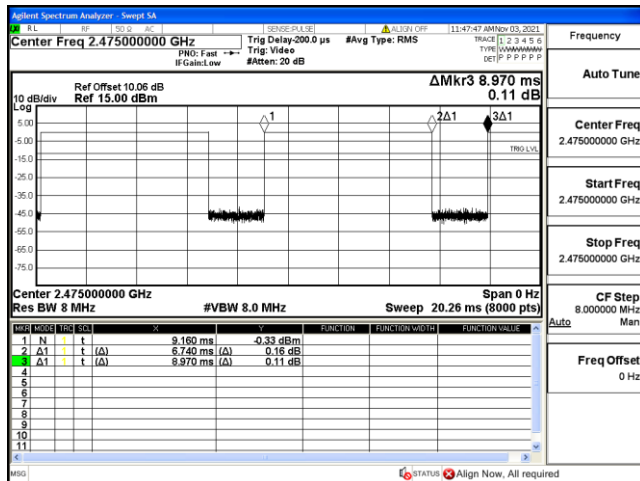 Agilent Spectrum Analyzer - Swept SA
RL RF 50 Ω AC SENSE:PULSE ALIGN OFF 11:47:47 AM Nov 03, 2021
Center Freq 2.475000000 GHz
PNO: Fast
IFGain:Low
Trig Delay-200.0 µs
Trig: Video
#Atten: 20 dB
#Avg Type: RMS
TRACE 1 2 3 4 5 6
TYPE WWWWWW
DET P P P P P P
ΔMkr3 8.970 ms
0.11 dB
Ref Offset 10.06 dB
10 dB/div Ref 15.00 dBm
Log
5.00
-5.00
-15.0
-25.0
-35.0
-45.0
-55.0
-65.0
-75.0
1
2Δ1
3Δ1
TRIG LVL
Center 2.475000000 GHz Span 0 Hz
Res BW 8 MHz #VBW 8.0 MHz Sweep 20.26 ms (8000 pts)
MKR MODE TRC SCL X Y FUNCTION FUNCTION WIDTH FUNCTION VALUE
1 N 1 t 9.160 ms -0.33 dBm
2 Δ1 1 t (Δ) 6.740 ms (Δ) 0.16 dB
3 Δ1 1 t (Δ) 8.970 ms (Δ) 0.11 dB
4
5
6
7
8
9
10
11
MSG STATUS Align Now, All required
Frequency
Auto Tune
Center Freq
2.475000000 GHz
Start Freq
2.475000000 GHz
Stop Freq
2.475000000 GHz
CF Step
8.000000 MHz
Auto Man
Freq Offset
0 Hz